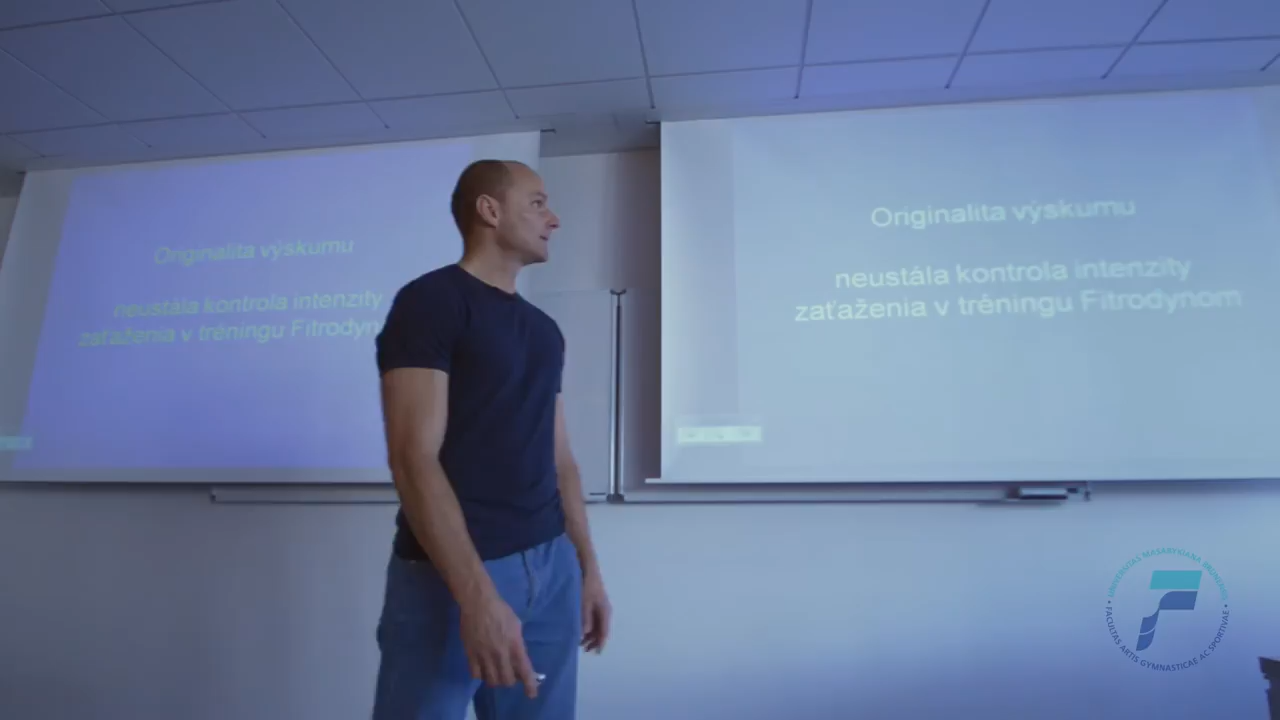 Originalita výskumu
neustála kontrola intenzity
zaťaženia v tréningu Fitrodyn
Originalita výskumu
neustála kontrola intenzity
zaťaženia v tréningu Fitrodynom
UNIVERSITAS MASARYKIANA BRUNENSIS
• FACULTAS ARTIS GYMNASTICAE AC SPORTIVAE •